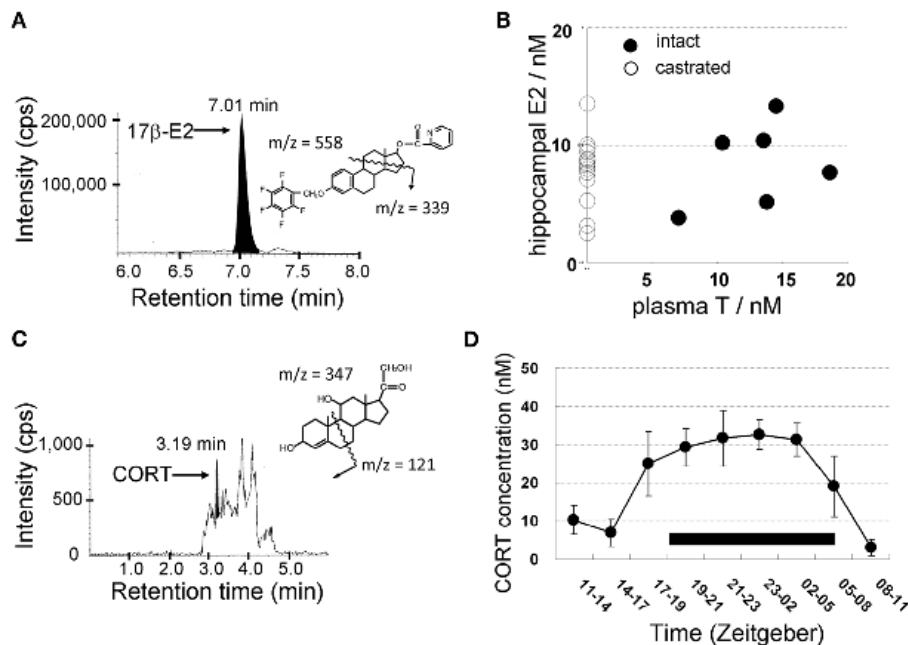 A
Intensity (cps)
200,000
100,000
7.01 min
17β-E2
m/z = 558
m/z = 339
F
F
F
F
F
CH₂O
O
C
O
N
6.0
6.5
7.0
7.5
8.0
Retention time (min)
B
hippocampal E2 / nM
20
10
0
intact
castrated
5
10
15
20
plasma T / nM
C
Intensity (cps)
1,000
500
0
3.19 min
CORT
m/z = 347
m/z = 121
CH₂OH
C=O
HO
HO
1.0
2.0
3.0
4.0
5.0
Retention time (min)
D
CORT concentration (nM)
50
40
30
20
10
0
11-14
14-17
17-19
19-21
21-23
23-02
02-05
05-08
08-11
Time (Zeitgeber)